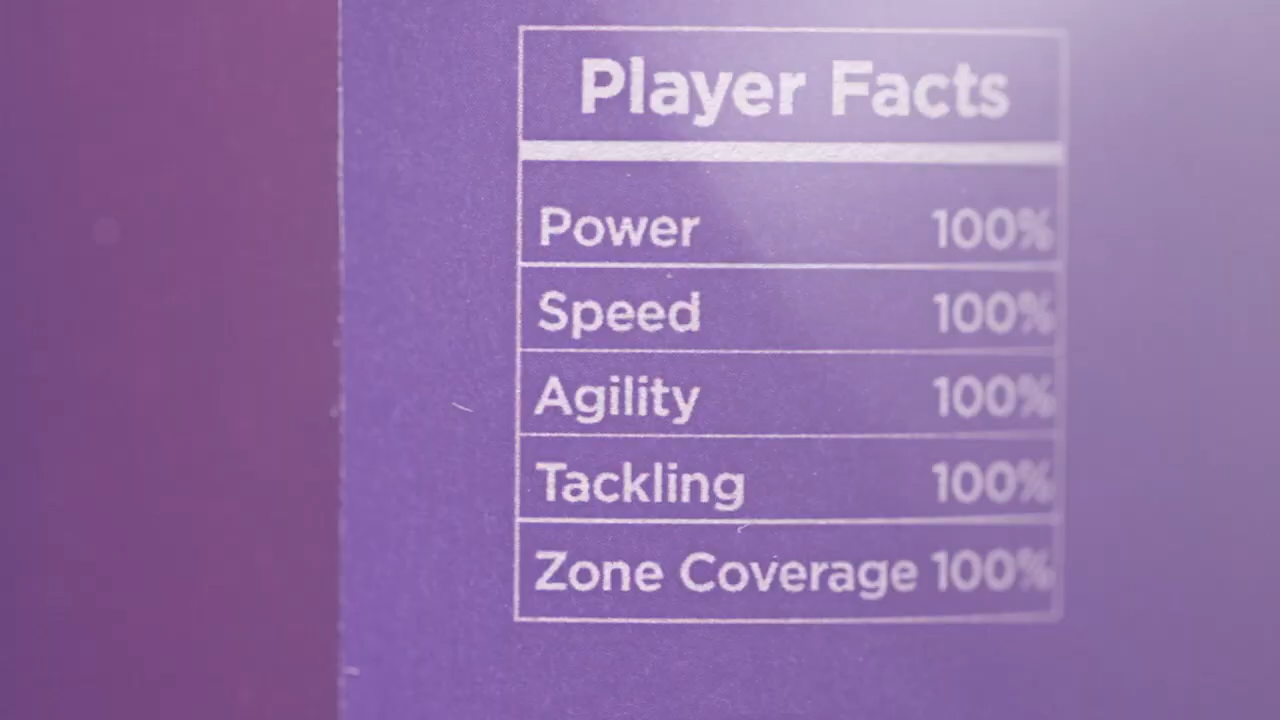 Player Facts
Power 100%
Speed 100%
Agility 100%
Tackling 100%
Zone Coverage 100%